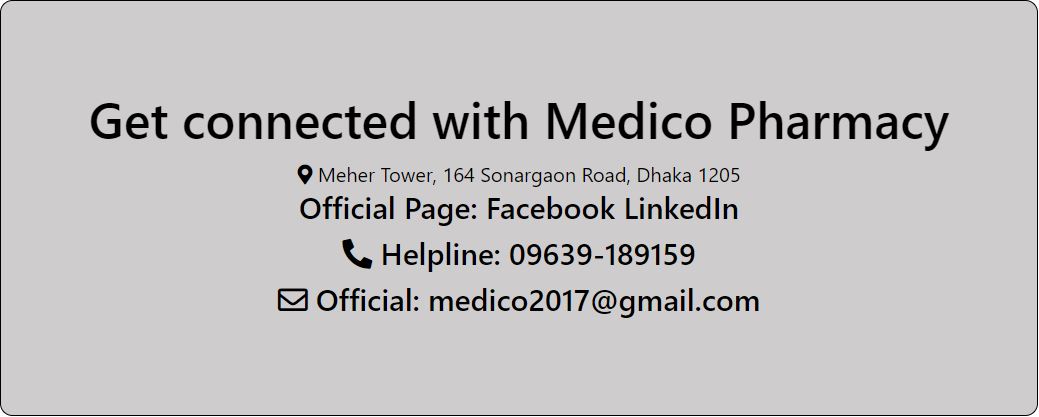 Get connected with Medico Pharmacy
Meher Tower, 164 Sonargaon Road, Dhaka 1205
Official Page: Facebook LinkedIn
Helpline: 09639-189159
Official: medico2017@gmail.com